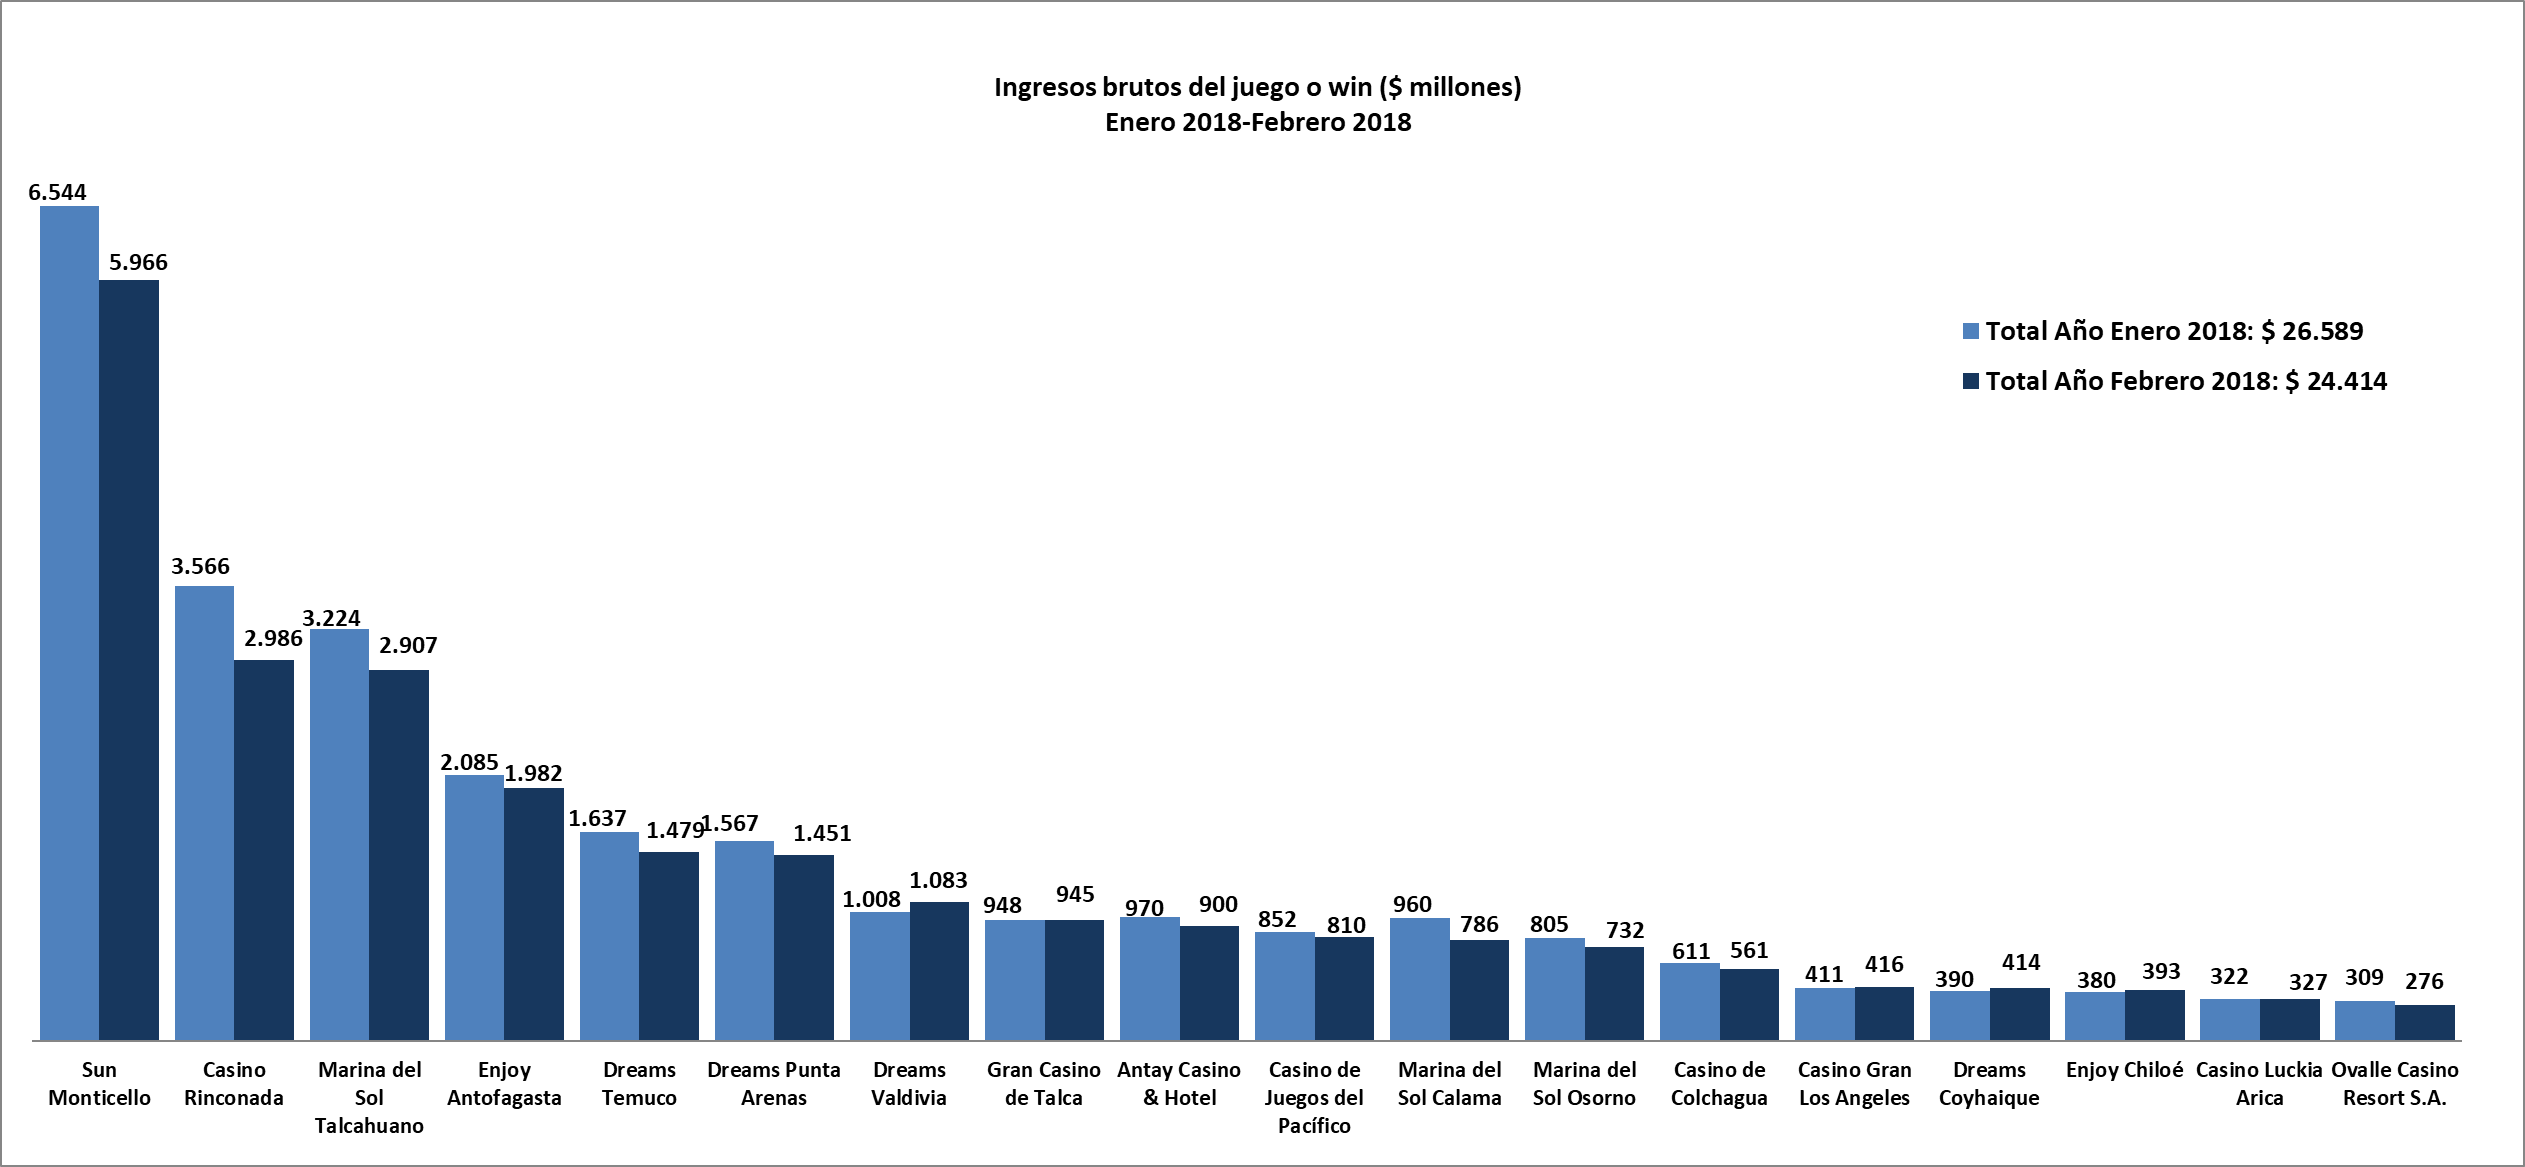 Ingresos brutos del juego o win ($ millones)
Enero 2018-Febrero 2018
Total Año Enero 2018: $ 26.589
Total Año Febrero 2018: $ 24.414
6.544
5.966
3.566
2.986
3.224
2.907
2.085
1.982
1.637
1.479
1.567
1.451
1.008
1.083
948
945
970
900
852
810
960
786
805
732
611
561
411
416
390
414
380
393
322
327
309
276
Sun
Monticello
Casino
Rinconada
Marina del
Sol
Talcahuano
Enjoy
Antofagasta
Dreams
Temuco
Dreams Punta
Arenas
Dreams
Valdivia
Gran Casino
de Talca
Antay Casino
& Hotel
Casino de
Juegos del
Pacífico
Marina del
Sol Calama
Marina del
Sol Osorno
Casino de
Colchagua
Casino Gran
Los Angeles
Dreams
Coyhaique
Enjoy Chiloé
Casino Luckia
Arica
Ovalle Casino
Resort S.A.